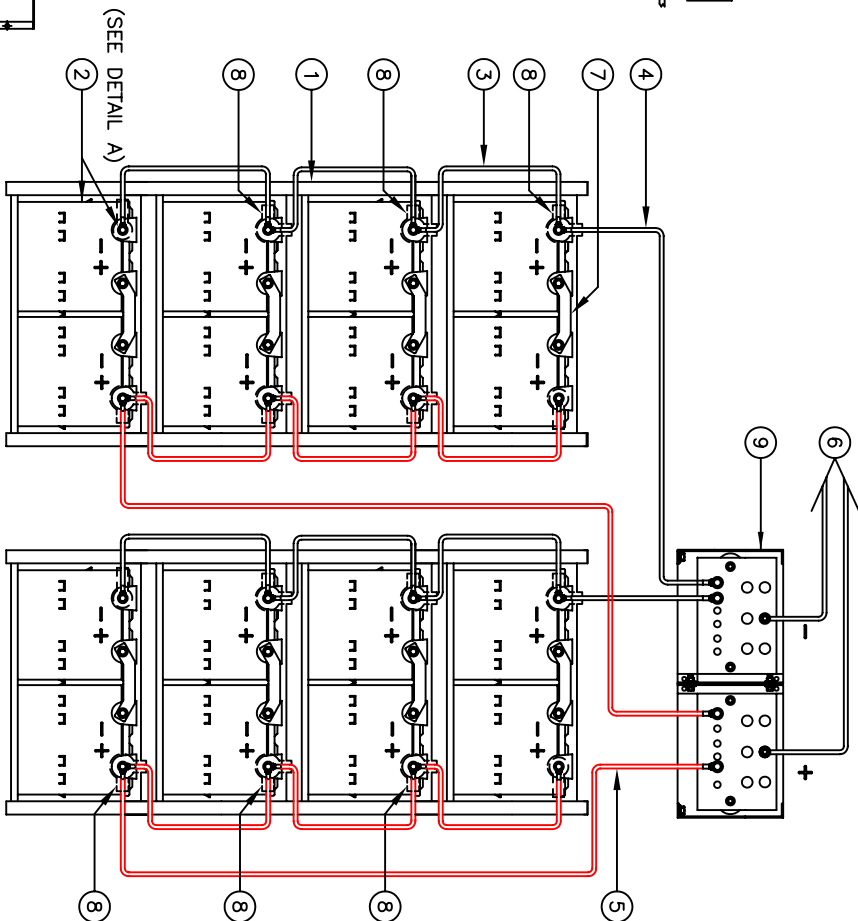 (SEE DETAIL A)
2
8
1
8
3
8
7
4
9
6
- + - +
- + - +
- + - +
- +
-
+
- + - +
- + - +
- + - +
- +
8
8
8
5